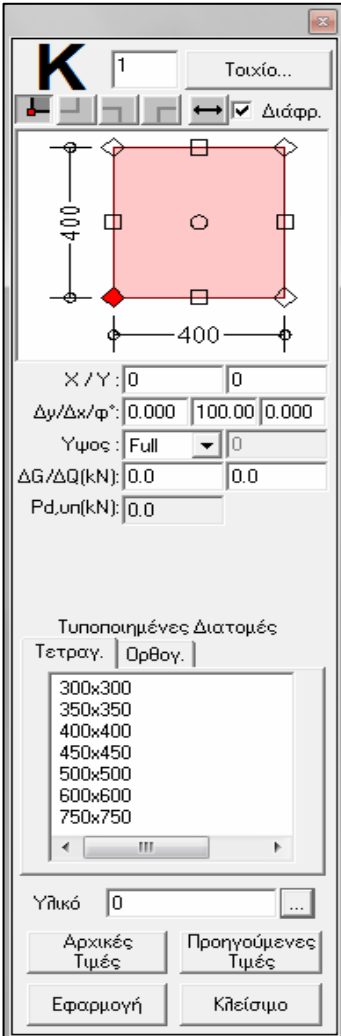 K 1 Τοιχίο...
Διάφρ.
400
400
X / Y : 0 0
Δy/Δx/φ°: 0.000 100.00 0.000
Υψος : Full 0
ΔG/ΔQ(kN): 0.0 0.0
Pd,υπ(kN): 0.0
Τυποποιημένες Διατομές
Τετραγ. Ορθογ.
300x300
350x350
400x400
450x450
500x500
600x600
750x750
Υλικό 0 ...
Αρχικές Τιμές
Προηγούμενες Τιμές
Εφαρμογή Κλείσιμο